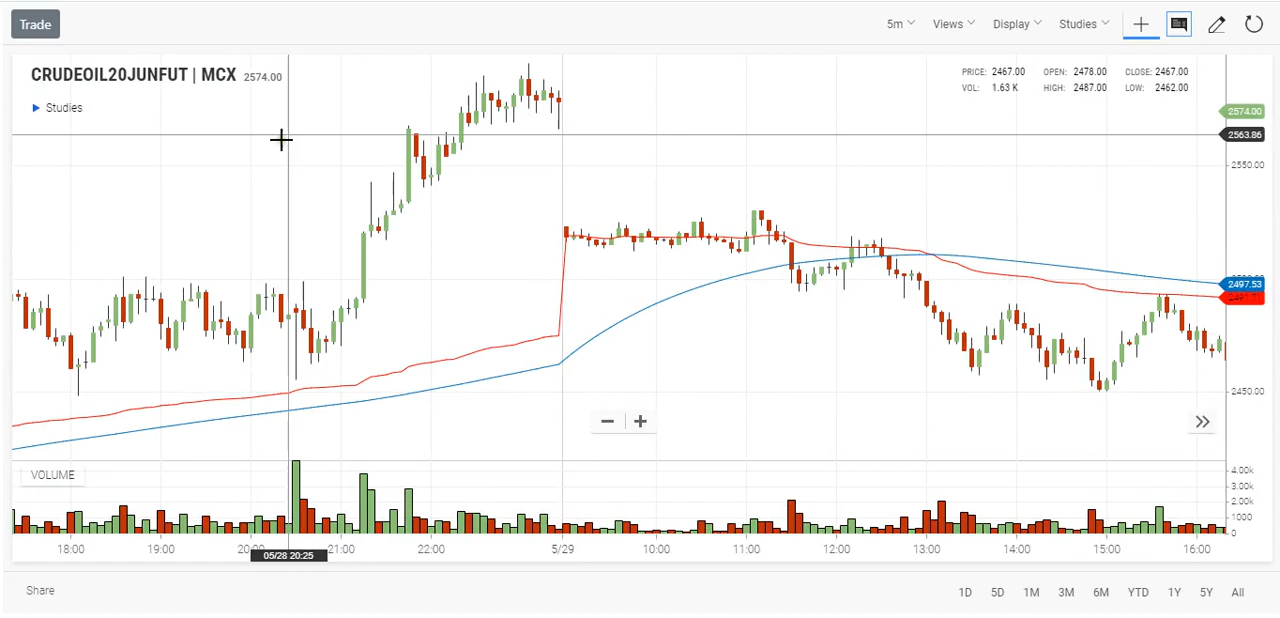 Trade 5m Views Display Studies
CRUDEOIL20JUNFUT | MCX 2574.00
PRICE: 2467.00 OPEN: 2478.00 CLOSE: 2467.00
VOL: 1.63 K HIGH: 2487.00 LOW: 2462.00
Studies
2574.00
2563.86
2550.00
2497.53
2450.00
VOLUME
4.00k
3.00k
2.00k
1000
0
18:00 19:00 21:00 22:00 5/29 10:00 11:00 12:00 13:00 14:00 15:00 16:00
05/28 20:25
Share 1D 5D 1M 3M 6M YTD 1Y 5Y All